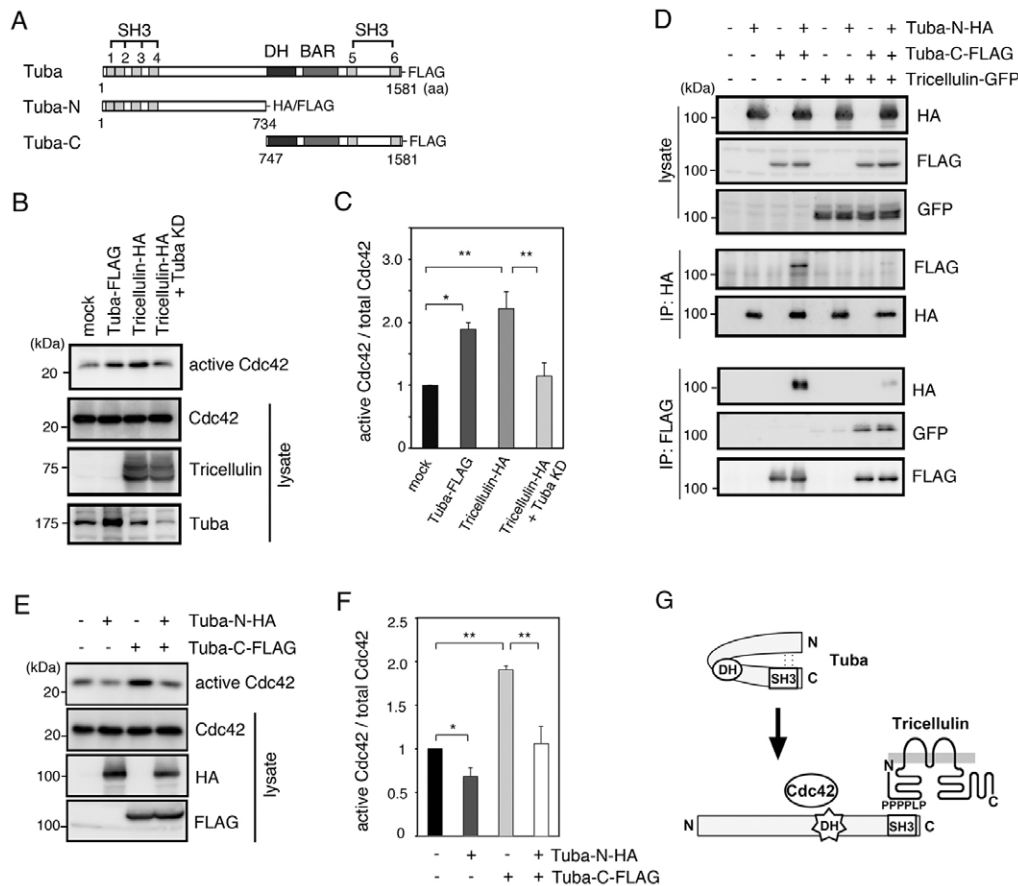 A
SH3 SH3
1 2 3 4 DH BAR 5 6
Tuba FLAG
1 1581 (aa)
Tuba-N HA/FLAG
1 734
Tuba-C FLAG
747 1581
B
mock
Tuba-FLAG
Tricellulin-HA
Tricellulin-HA
+ Tuba KD
(kDa)
20 active Cdc42
20 Cdc42
75 Tricellulin
175 Tuba
lysate
C
active Cdc42 / total Cdc42
3.0
2.0
1
0
* ** **
mock
Tuba-FLAG
Tricellulin-HA
Tricellulin-HA
+ Tuba KD
D
- + - + - + - + Tuba-N-HA
- - + + - - + + Tuba-C-FLAG
- - - - + + + + Tricellulin-GFP
(kDa)
lysate
100 HA
100 FLAG
100 GFP
IP: HA
100 FLAG
100 HA
IP: FLAG
100 HA
100 GFP
100 FLAG
E
- + - + Tuba-N-HA
- - + + Tuba-C-FLAG
(kDa)
20 active Cdc42
20 Cdc42
100 HA
100 FLAG
lysate
F
active Cdc42 / total Cdc42
2.5
2.0
1.5
1
0.5
0
* ** **
- + - + Tuba-N-HA
- - + + Tuba-C-FLAG
G
N
DH Tuba
SH3 C
Tricellulin
N
Cdc42 PPPPLP C
N DH SH3 C